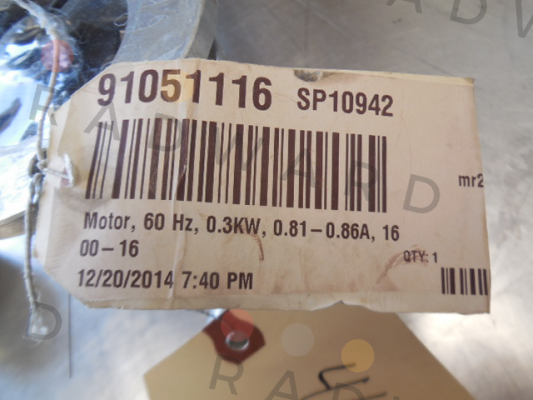 91051116 SP10942
mr2
Motor, 60 Hz, 0.3KW, 0.81-0.86A, 16
00-16
QTY: 1
12/20/2014 7:40 PM
RADWARD